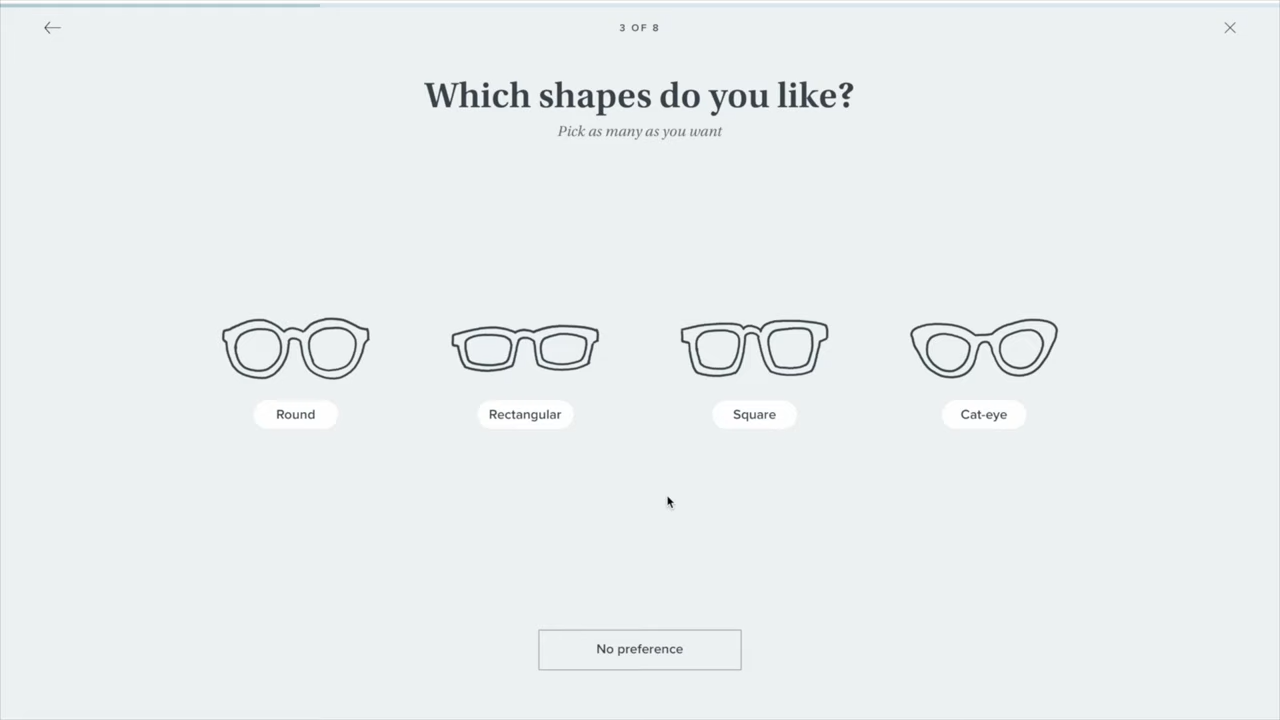 3 OF 8
Which shapes do you like?
Pick as many as you want
Round
Rectangular
Square
Cat-eye
No preference